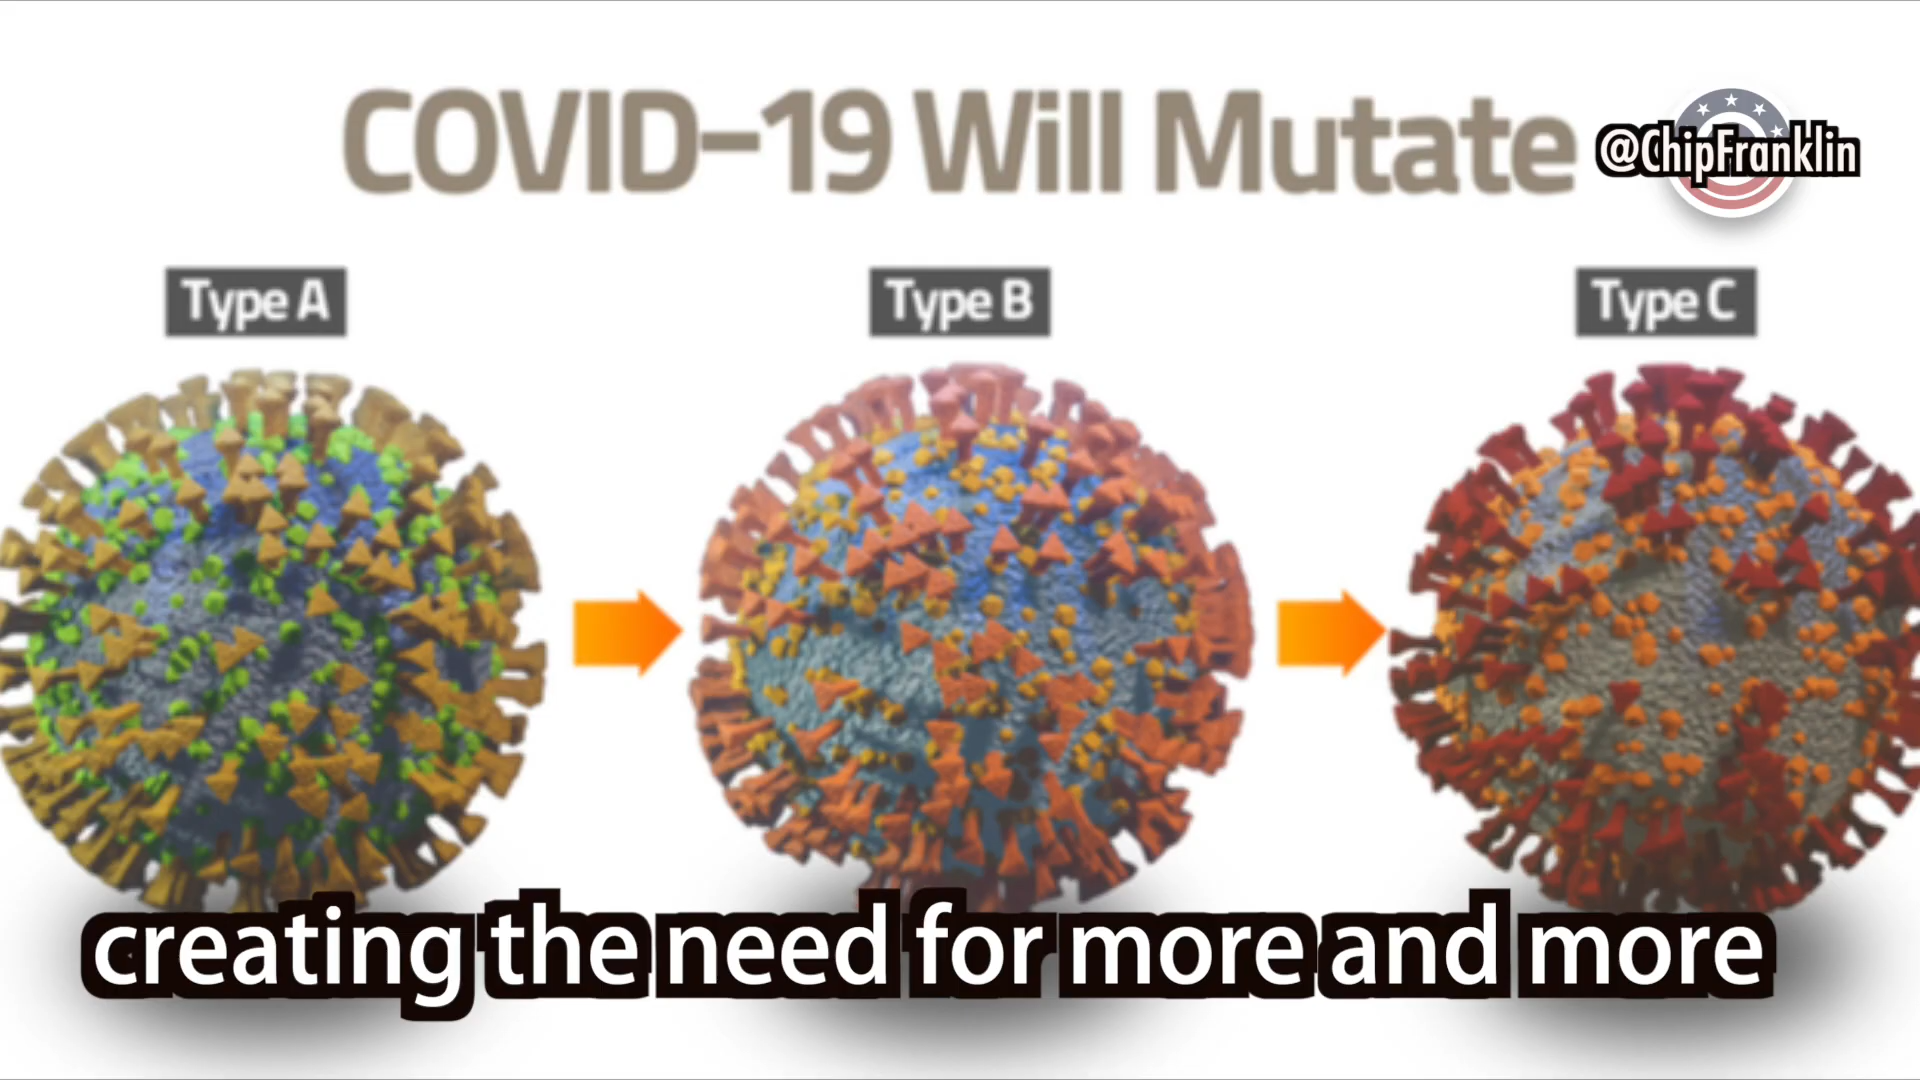 COVID-19 Will Mutate
@ChipFranklin
Type A
Type B
Type C
creating the need for more and more